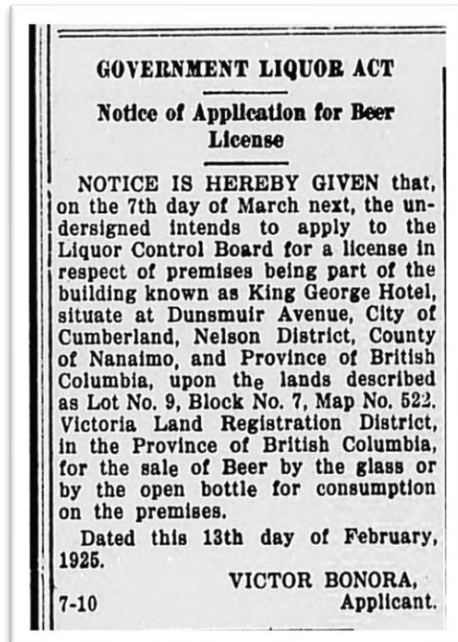 GOVERNMENT LIQUOR ACT
Notice of Application for Beer
License
NOTICE IS HEREBY GIVEN that,
on the 7th day of March next, the un-
dersigned intends to apply to the
Liquor Control Board for a license in
respect of premises being part of the
building known as King George Hotel,
situate at Dunsmuir Avenue, City of
Cumberland, Nelson District, County
of Nanaimo, and Province of British
Columbia, upon the lands described
as Lot No. 9, Block No. 7, Map No. 522.
Victoria Land Registration District,
in the Province of British Columbia,
for the sale of Beer by the glass or
by the open bottle for consumption
on the premises.
Dated this 13th day of February,
1925.
VICTOR BONORA,
7-10 Applicant.